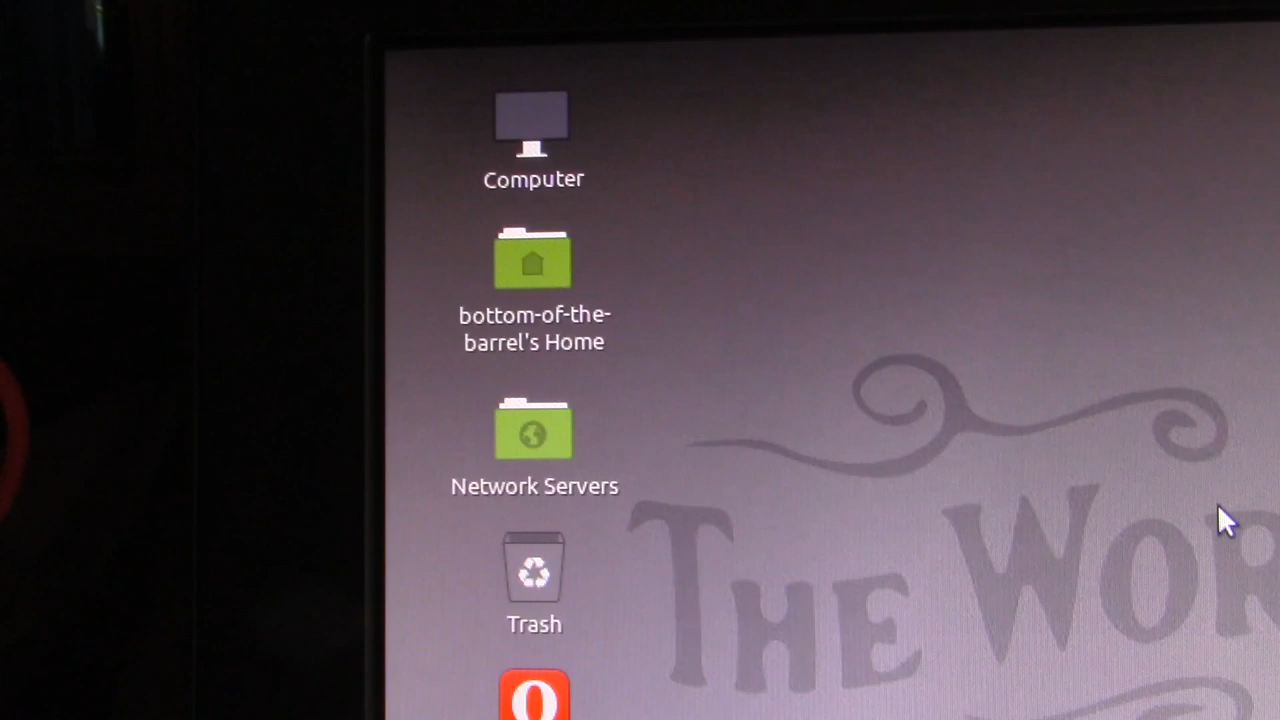 Computer
bottom-of-the-
barrel's Home
Network Servers
THE WOR
Trash